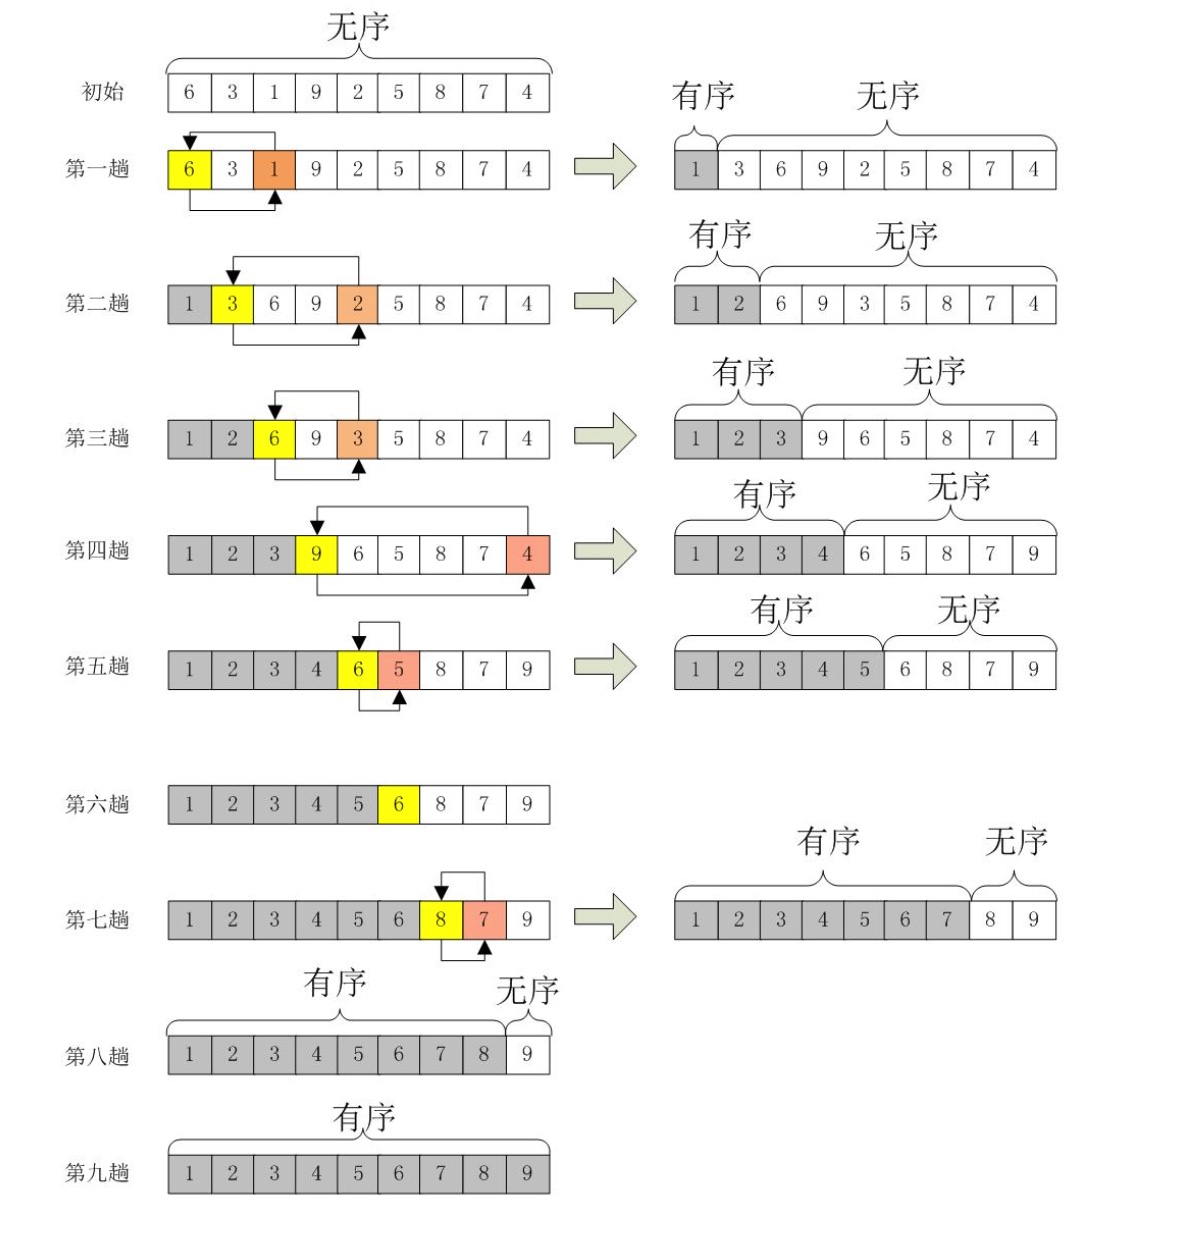 无序
初始 6 3 1 9 2 5 8 7 4
有序 无序
第一趟 6 3 1 9 2 5 8 7 4 1 3 6 9 2 5 8 7 4
有序 无序
第二趟 1 3 6 9 2 5 8 7 4 1 2 6 9 3 5 8 7 4
有序 无序
第三趟 1 2 6 9 3 5 8 7 4 1 2 3 9 6 5 8 7 4
有序 无序
第四趟 1 2 3 9 6 5 8 7 4 1 2 3 4 6 5 8 7 9
有序 无序
第五趟 1 2 3 4 6 5 8 7 9 1 2 3 4 5 6 8 7 9
第六趟 1 2 3 4 5 6 8 7 9
有序 无序
第七趟 1 2 3 4 5 6 8 7 9 1 2 3 4 5 6 7 8 9
有序 无序
第八趟 1 2 3 4 5 6 7 8 9
有序
第九趟 1 2 3 4 5 6 7 8 9